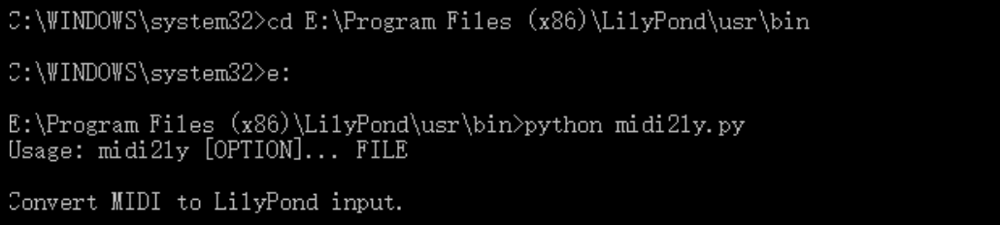 C:\WINDOWS\system32>cd E:\Program Files (x86)\LilyPond\usr\bin
C:\WINDOWS\system32>e:
E:\Program Files (x86)\LilyPond\usr\bin>python midi2ly.py
Usage: midi2ly [OPTION]... FILE
Convert MIDI to LilyPond input.